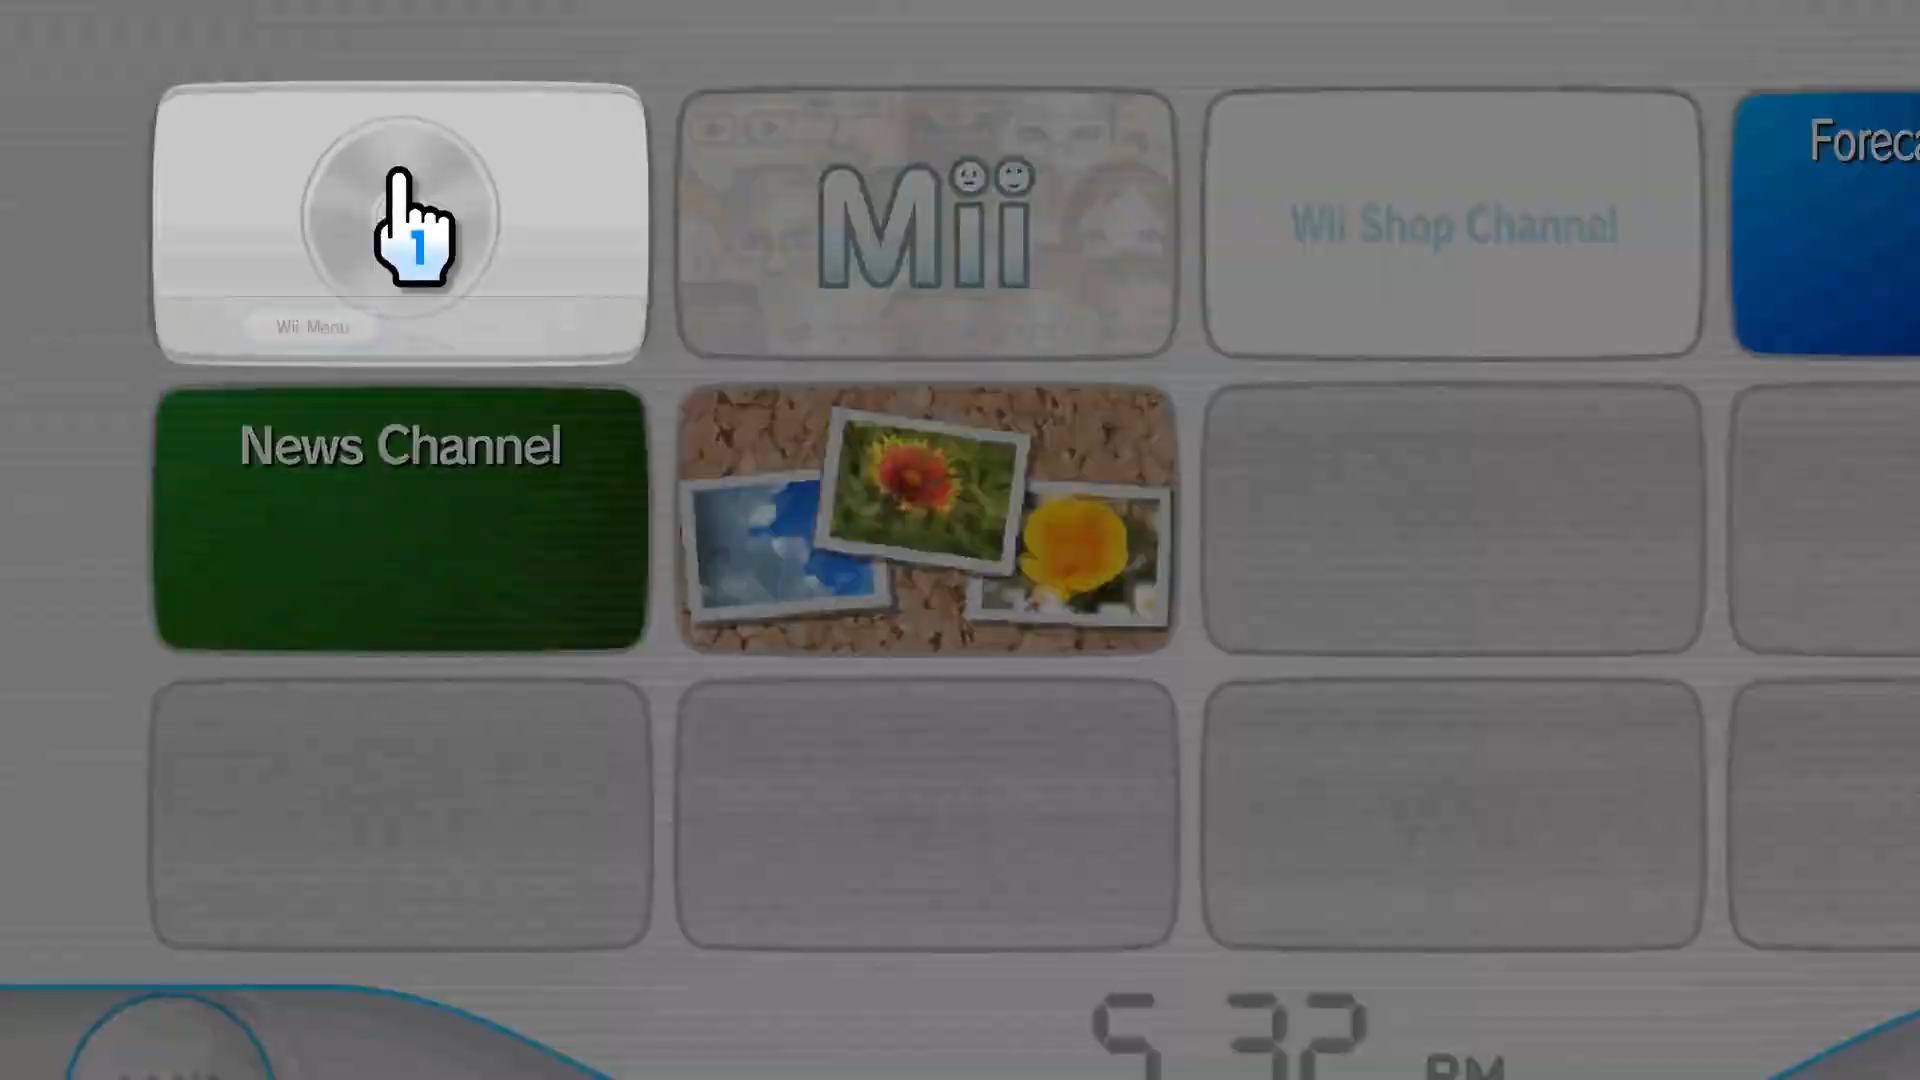 1
Wii Menu
Mii
Wii Shop Channel
Foreca
News Channel
5:32 PM